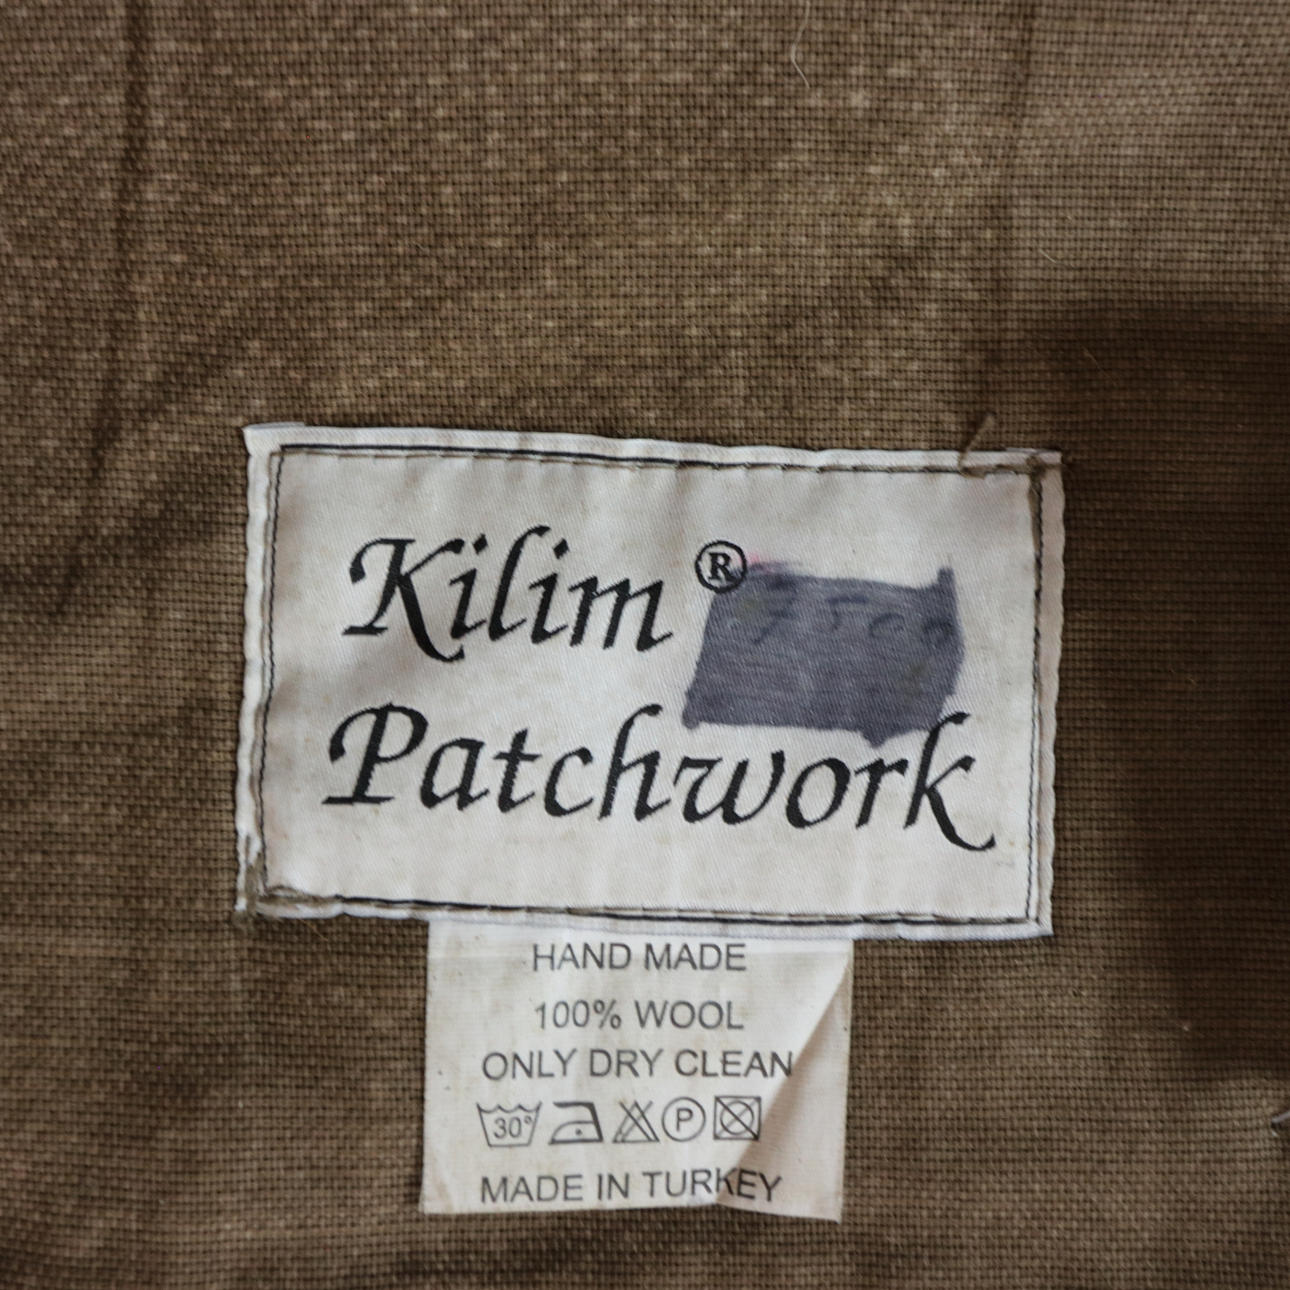 Kilim ®
Patchwork
HAND MADE
100% WOOL
ONLY DRY CLEAN
30° P
MADE IN TURKEY